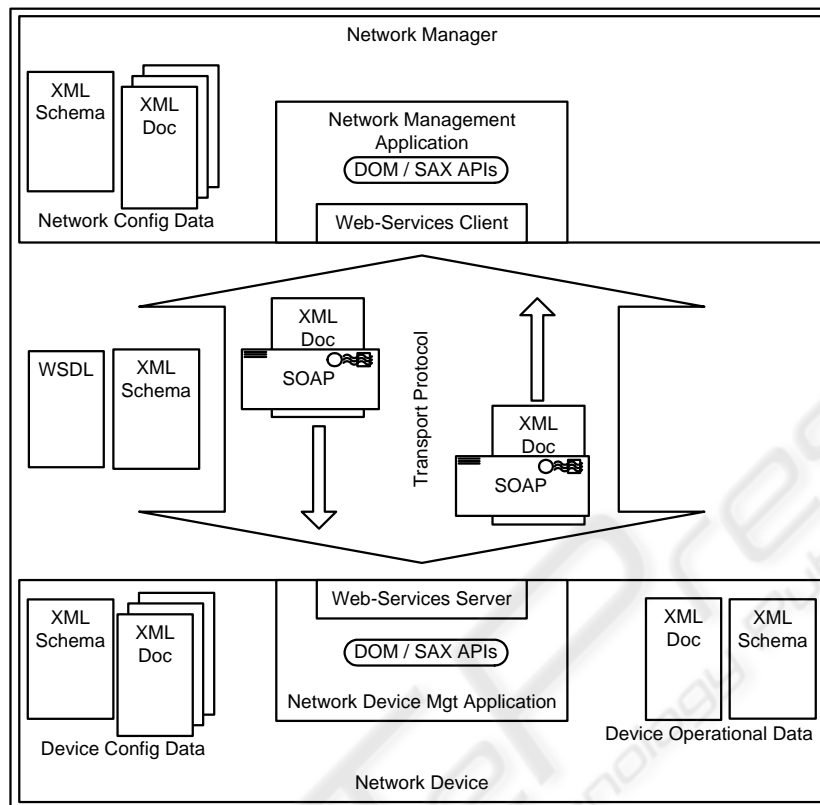 Network Manager
XML
Schema
XML
Doc
Network Config Data
Network Management
Application
DOM / SAX APIs
Web-Services Client
WSDL
XML
Schema
XML
Doc
SOAP
Transport Protocol
XML
Doc
SOAP
XML
Schema
XML
Doc
Device Config Data
Web-Services Server
DOM / SAX APIs
Network Device Mgt Application
XML
Doc
XML
Schema
Device Operational Data
Network Device